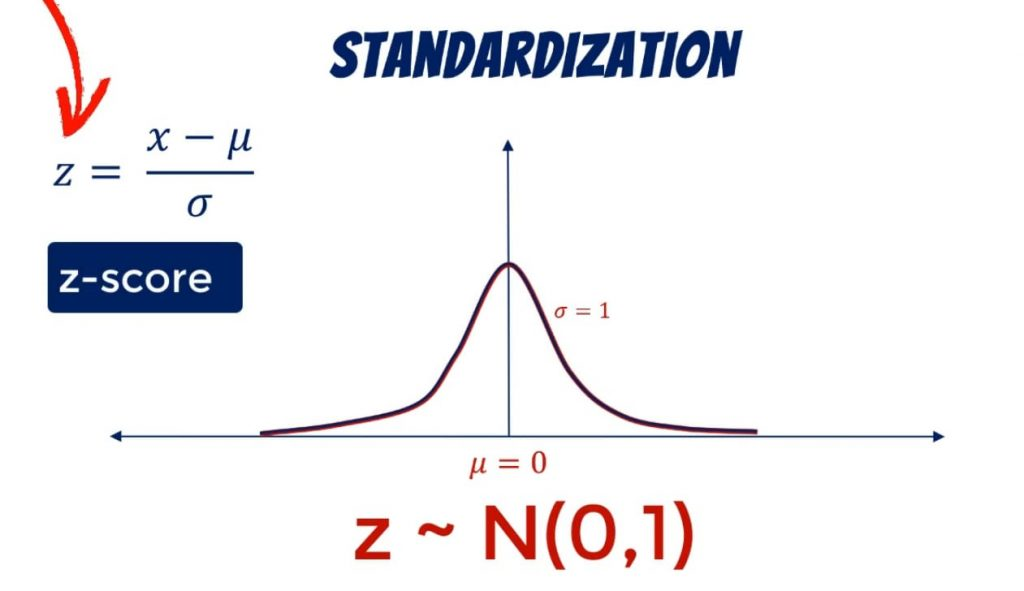 STANDARDIZATION
z = x − μ / σ
z-score
σ = 1
μ = 0
z ~ N(0,1)